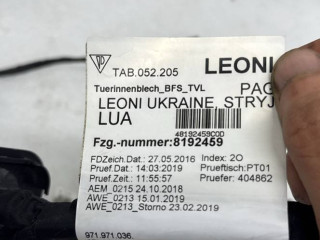 LEONI
TAB.052.205
Tuerinnenblech_BFS_TVL PAG
LEONI UKRAINE, STRYJ
LUA
48192459COD
Fzg.-nummer:8192459
FDZeich.Dat.: 27.05.2016 Index: 2O
Pruef.Dat.: 14:03:2019 Prueftisch:PT01
Pruef.Zeit.: 11:55:57 Pruefer: 404862
AEM_0215 24.10.2018
AWE_0213 15.01.2019
AWE_0213_Storno 23.02.2019
971.971.036.